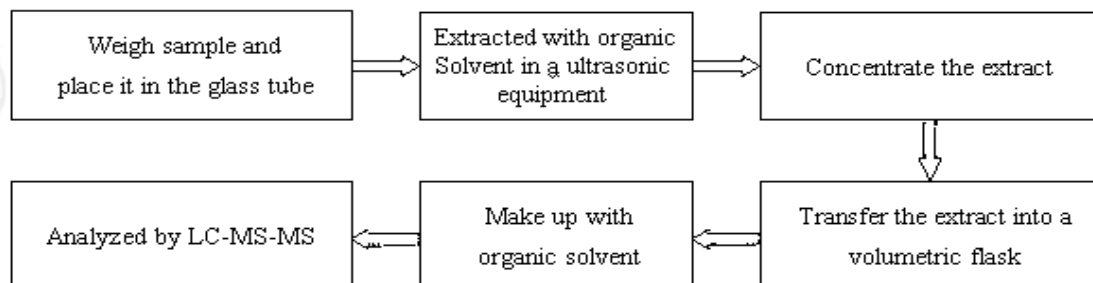 Weigh sample and
place it in the glass tube
Extracted with organic
Solvent in a ultrasonic
equipment
Concentrate the extract
Transfer the extract into a
volumetric flask
Make up with
organic solvent
Analyzed by LC-MS-MS